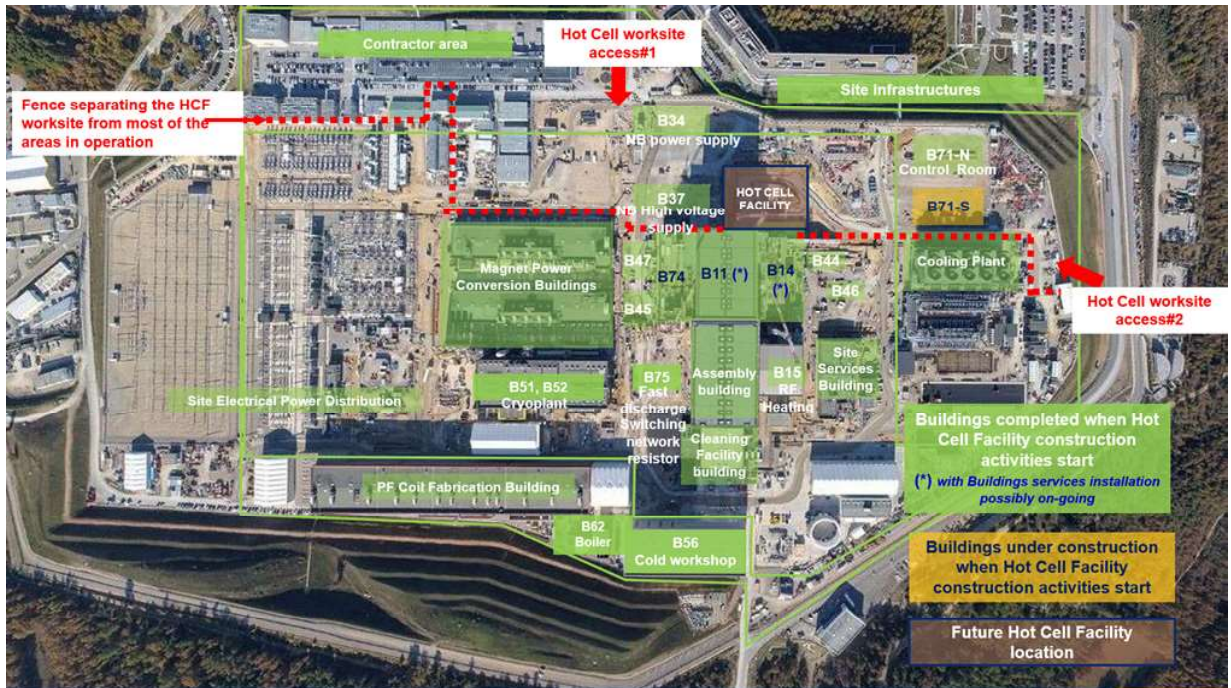 Hot Cell worksite
access#1
Contractor area
Site Infrastructures
Fence separating the HCF
worksite from most of the
areas in operation
B34
NB power supply
B71-N
Control_Room
HOT CELL
FACILITY
B37
NB High voltage
supply
B71-S
B47
B74
B11 (*)
B14
(*)
B44
Cooling Plant
Magnet Power
Conversion Buildings
B46
B45
Hot Cell worksite
access#2
Site
Services
Building
Assembly
building
B15
RF
Heating
B75
Fast
discharge
Switching
network
resistor
B51, B52
Cryoplant
Site Electrical Power Distribution
Cleaning
Facility
building
Buildings completed when Hot
Cell Facility construction
activities start
(*) with Buildings services installation
possibly on-going
PF Coil Fabrication Building
B62
Boiler
B56
Cold workshop
Buildings under construction
when Hot Cell Facility
construction activities start
Future Hot Cell Facility
location